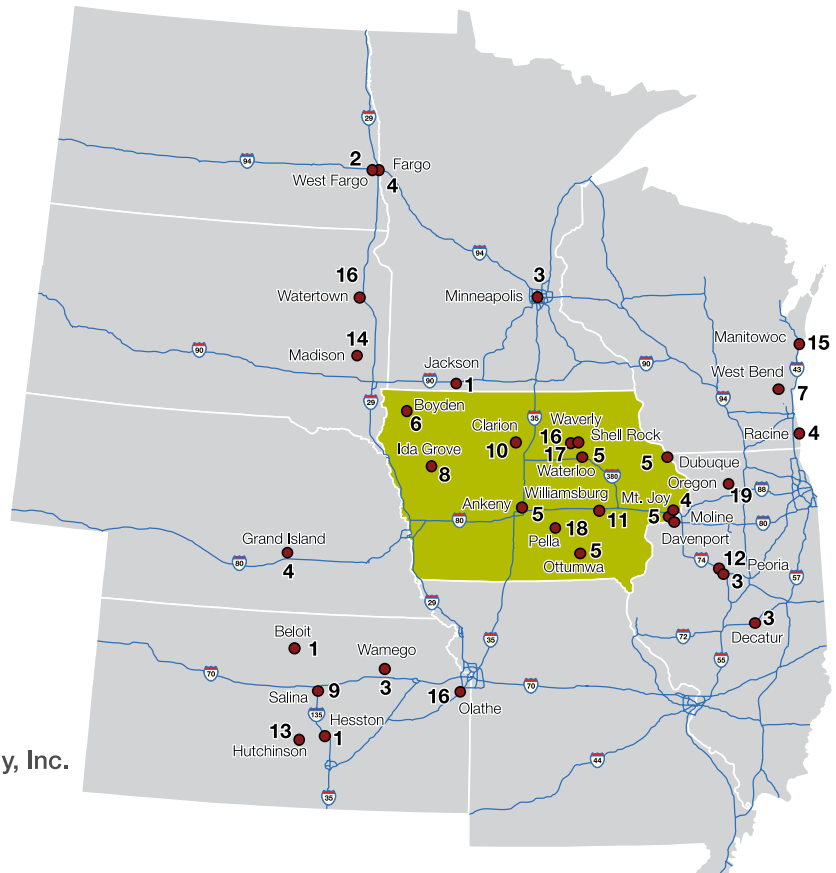 29
94
2
Fargo
West Fargo
4
94
16
3
Watertown
Minneapolis
14
Manitowoc
15
Madison
90
90
43
Jackson
West Bend
90
1
94
7
29
Boyden
6
35
Waverly
Clarion
16
Shell Rock
Racine
4
10
17
5
Ida Grove
Waterloo
5
Dubuque
8
380
Oregon
88
19
Williamsburg
Mt. Joy
4
Ankeny
5
11
5
Moline
80
80
18
Davenport
Grand Island
Pella
5
74
12
Peoria
80
4
Ottumwa
3
57
29
Beloit
3
1
Wamego
35
72
Decatur
70
3
55
Salina
9
16
70
Olathe
135
Hesston
13
1
Hutchinson
y, Inc.
44
35